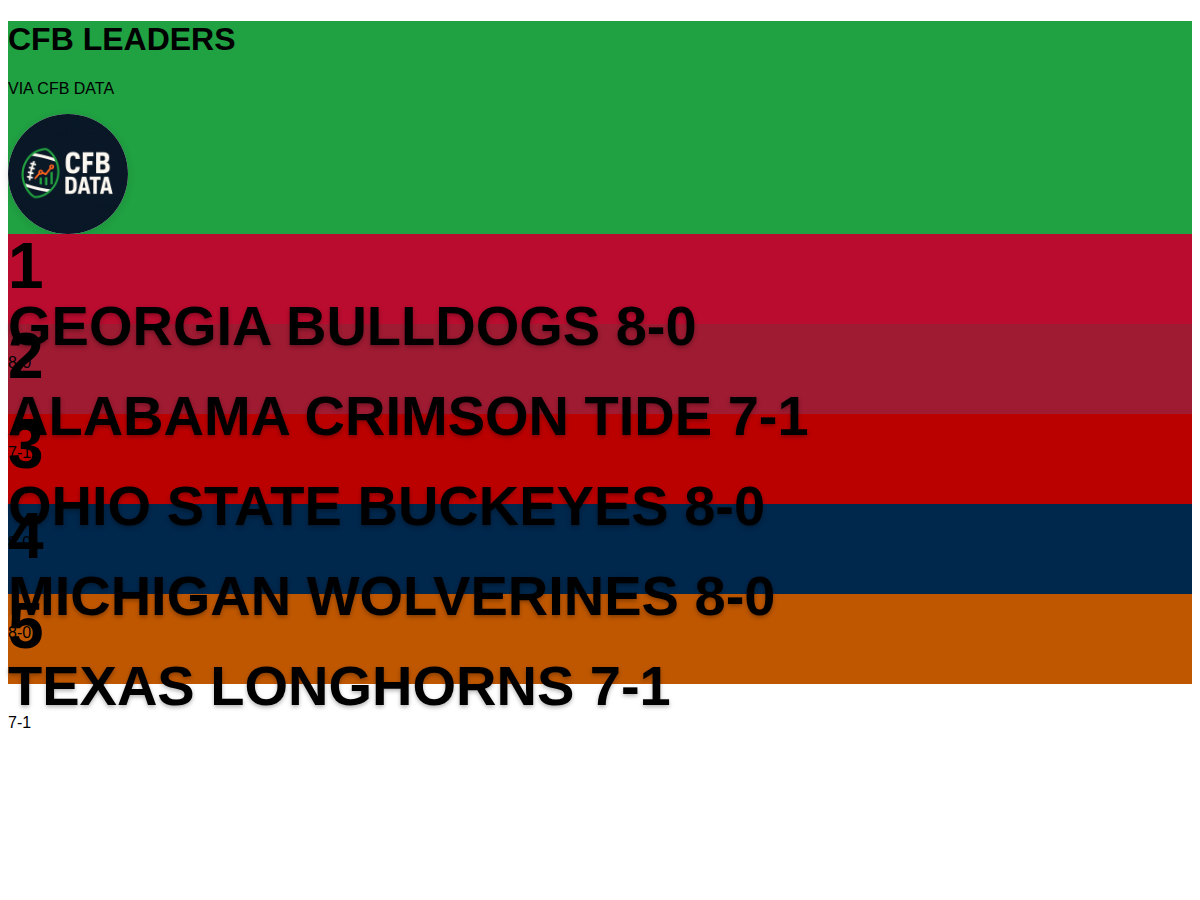 CFB LEADERS
VIA CFB DATA
CFB
DATA
1
GEORGIA BULLDOGS 8-0
8-0
2
ALABAMA CRIMSON TIDE 7-1
7-1
3
OHIO STATE BUCKEYES 8-0
4
MICHIGAN WOLVERINES 8-0
8-0
5
TEXAS LONGHORNS 7-1
7-1